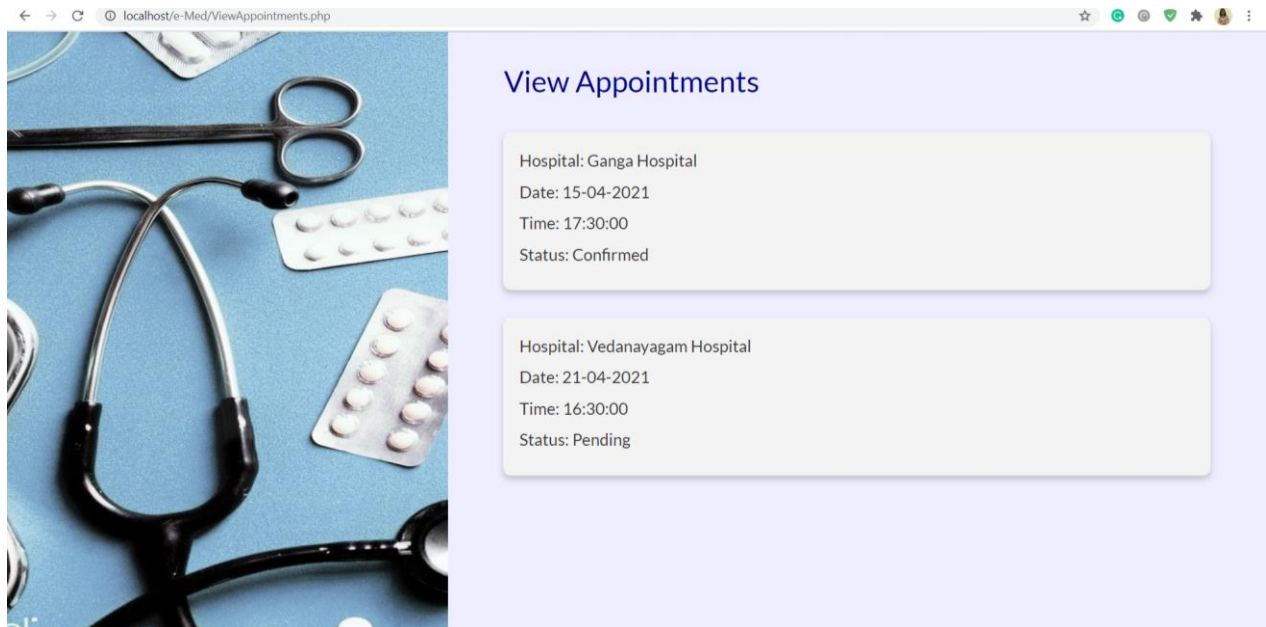 localhost/e-Med/ViewAppointments.php
View Appointments
Hospital: Ganga Hospital
Date: 15-04-2021
Time: 17:30:00
Status: Confirmed
Hospital: Vedanayagam Hospital
Date: 21-04-2021
Time: 16:30:00
Status: Pending